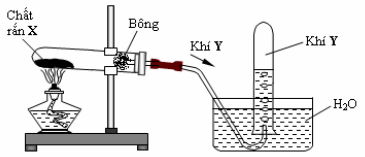 Chất
rắn X
Bông
Khí Y
Khí Y
H₂O